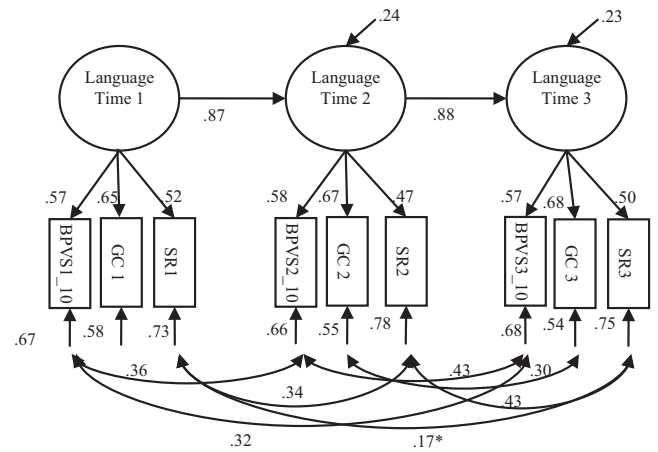 .24
.23
Language
Time 1
Language
Time 2
Language
Time 3
.87
.88
.57
.65
.52
.58
.67
.47
.57
.68
.50
BPVS1_10
GC 1
SR1
BPVS2_10
GC 2
SR2
BPVS3_10
GC 3
SR3
.67
.58
.73
.66
.55
.78
.68
.54
.75
.36
.34
.43
.30
.43
.32
.17*